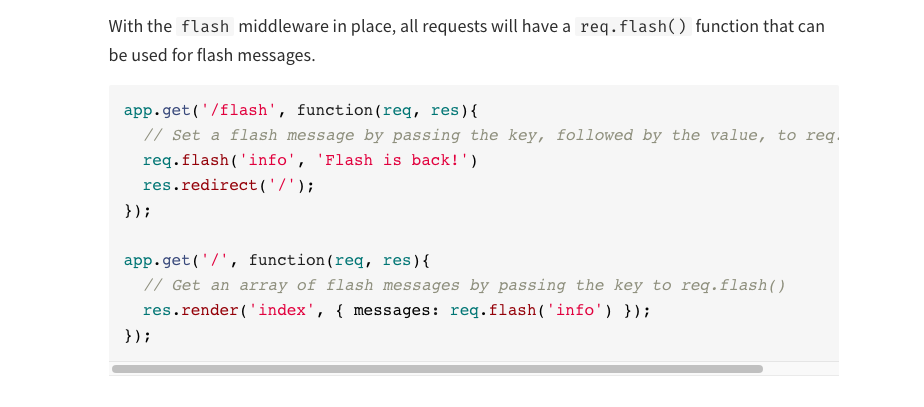 With the flash middleware in place, all requests will have a req.flash() function that can
be used for flash messages.
app.get('/flash', function(req, res){
  // Set a flash message by passing the key, followed by the value, to req.
  req.flash('info', 'Flash is back!')
  res.redirect('/');
});

app.get('/', function(req, res){
  // Get an array of flash messages by passing the key to req.flash()
  res.render('index', { messages: req.flash('info') });
});